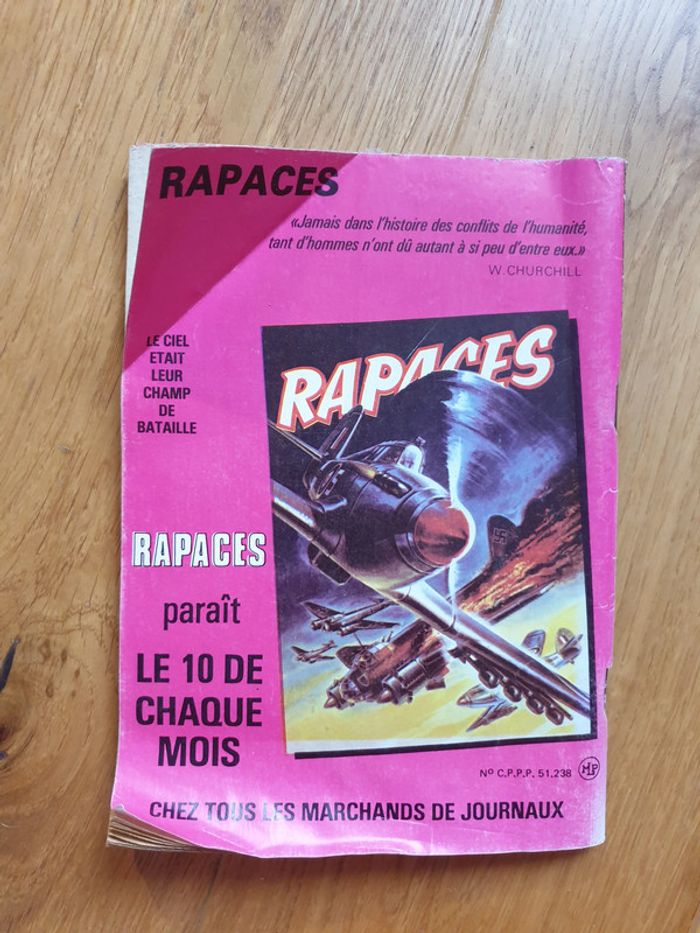 RAPACES
«Jamais dans l'histoire des conflits de l'humanité,
tant d'hommes n'ont dû autant à si peu d'entre eux.»
W. CHURCHILL
LE CIEL
ETAIT
LEUR
CHAMP
DE
BATAILLE
RAPACES
RAPACES
paraît
LE 10 DE
CHAQUE
MOIS
Nº C.P.P.P. 51.238 MP
CHEZ TOUS LES MARCHANDS DE JOURNAUX